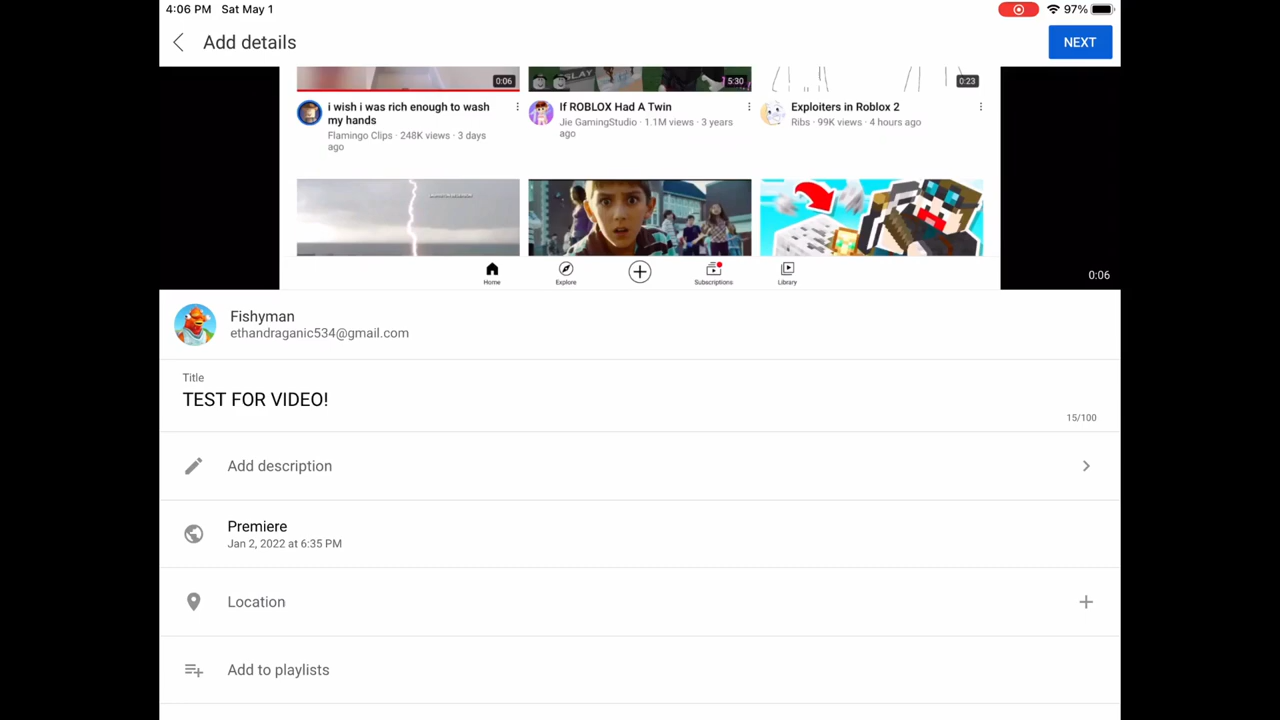 4:06 PM Sat May 1
97%
Add details
NEXT
0:06
SLAY
5:30
0:23
i wish i was rich enough to wash
my hands
Flamingo Clips · 248K views · 3 days
ago
If ROBLOX Had A Twin
Jie GamingStudio · 1.1M views · 3 years
ago
Exploiters in Roblox 2
Ribs · 99K views · 4 hours ago
Home
Explore
Subscriptions
Library
0:06
Fishyman
ethandraganic534@gmail.com
Title
TEST FOR VIDEO!
15/100
Add description
Premiere
Jan 2, 2022 at 6:35 PM
Location
Add to playlists